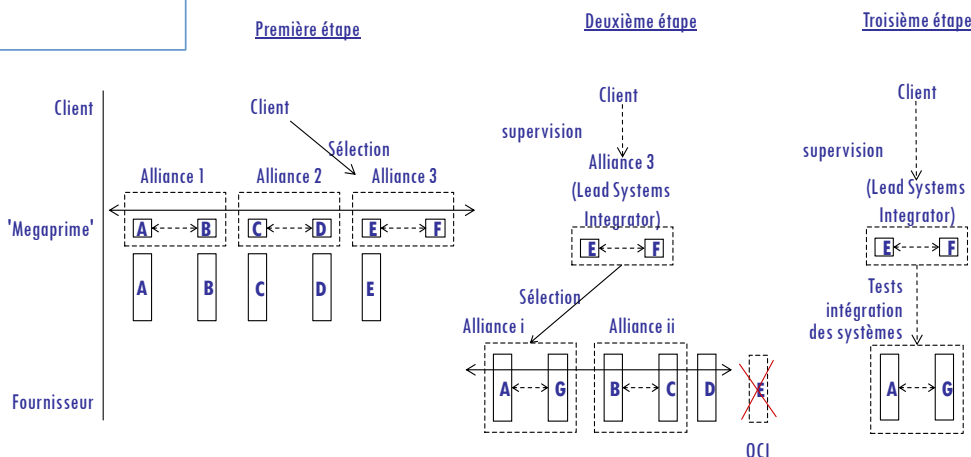 Première étape
Deuxième étape
Troisième étape
Client
'Megaprime'
Fournisseur
Client
Sélection
Alliance 1
Alliance 2
Alliance 3
A
B
C
D
E
F
A
B
C
D
E
Client
supervision
Alliance 3
(Lead Systems
Integrator)
E
F
Sélection
Alliance i
Alliance ii
A
G
B
C
D
E
OCI
Client
supervision
(Lead Systems
Integrator)
E
F
Tests
intégration
des systèmes
A
G